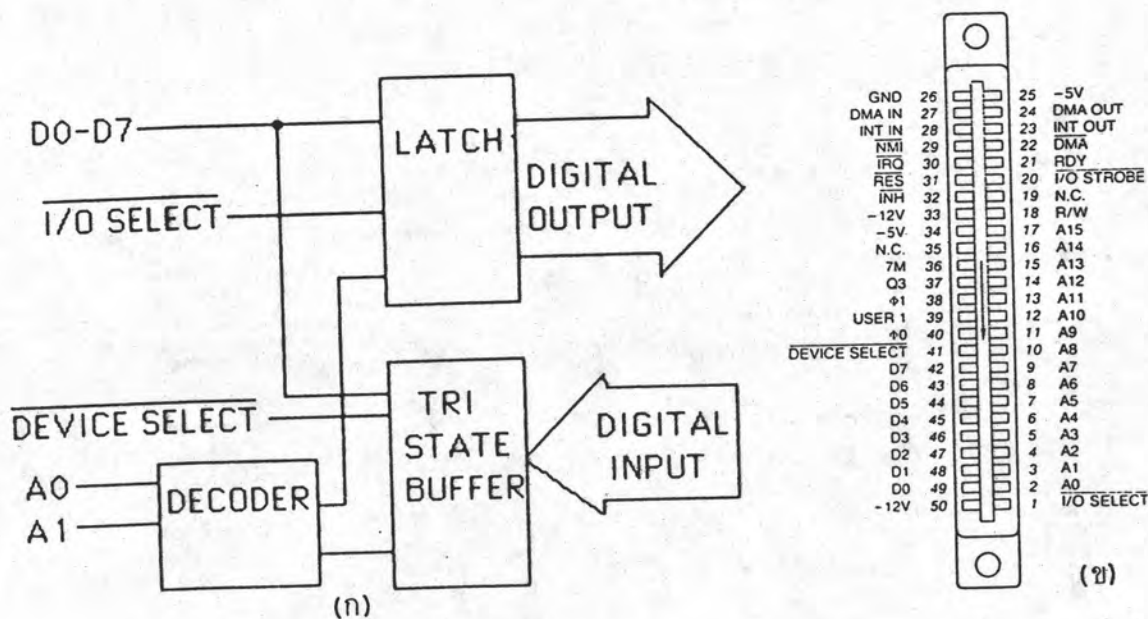 D0-D7
I/O SELECT
LATCH
DIGITAL
OUTPUT
DEVICE SELECT
A0
A1
DECODER
TRI
STATE
BUFFER
DIGITAL
INPUT
(ก)
GND 26 25 -5V
DMA IN 27 24 DMA OUT
INT IN 28 23 INT OUT
NMI 29 22 DMA
IRQ 30 21 RDY
RES 31 20 I/O STROBE
INH 32 19 N.C.
-12V 33 18 R/W
-5V 34 17 A15
N.C. 35 16 A14
7M 36 15 A13
Q3 37 14 A12
Φ1 38 13 A11
USER 1 39 12 A10
Φ0 40 11 A9
DEVICE SELECT 41 10 A8
D7 42 9 A7
D6 43 8 A6
D5 44 7 A5
D4 45 6 A4
D3 46 5 A3
D2 47 4 A2
D1 48 3 A1
D0 49 2 A0
-12V 50 1 I/O SELECT
(ข)